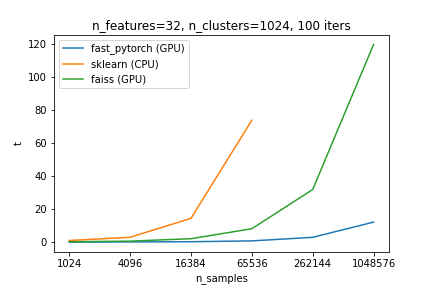 n_features=32, n_clusters=1024, 100 iters
120
100
80
60
40
20
0
t
fast_pytorch (GPU)
sklearn (CPU)
faiss (GPU)
1024 4096 16384 65536 262144 1048576
n_samples